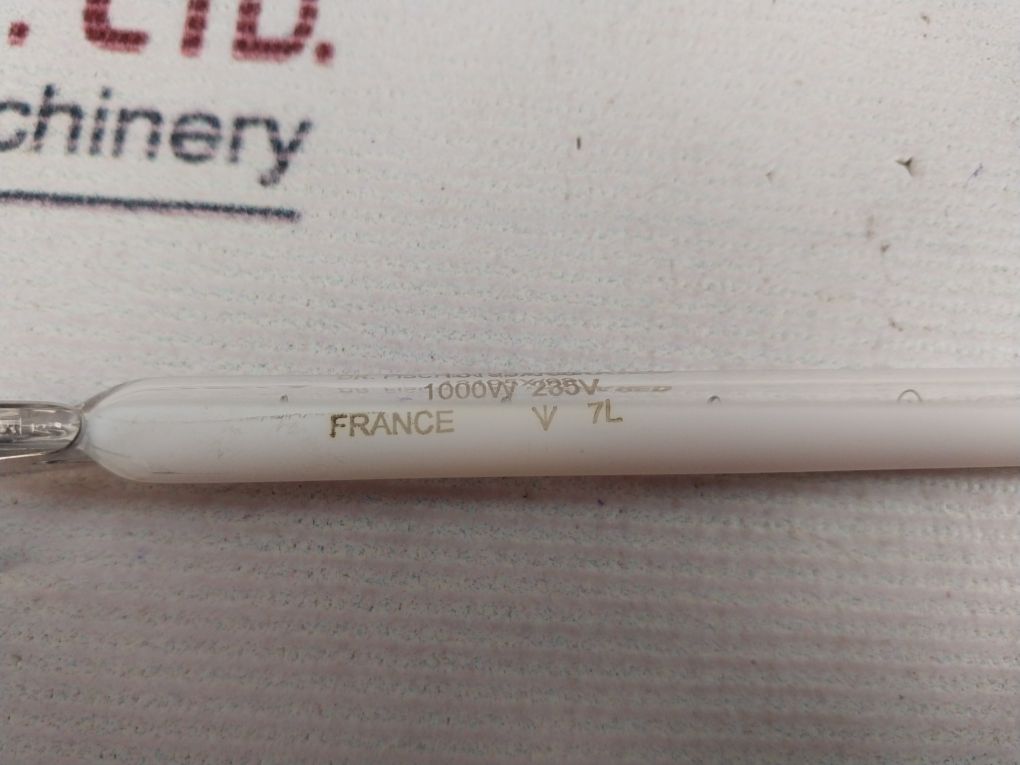 . LTD.
chinery
1000W 235V
FRANCE V 7L